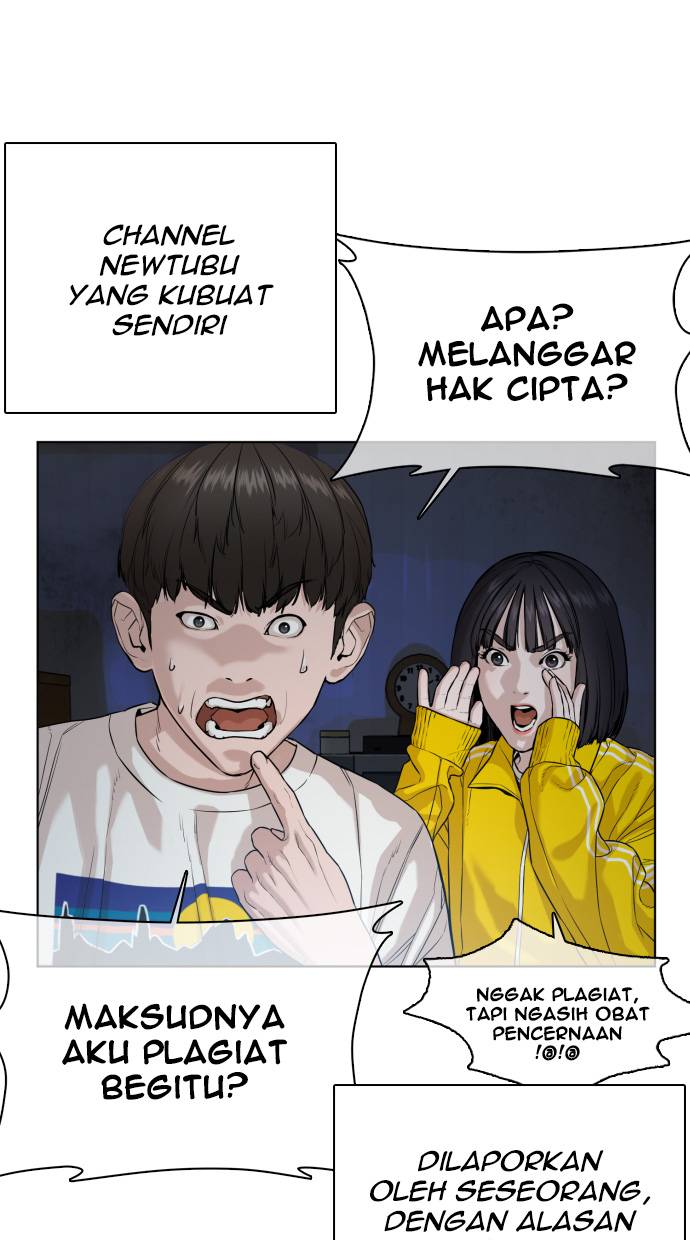 CHANNEL
NEWTUBU
YANG KUBUAT
SENDIRI
APA?
MELANGGAR
HAK CIPTA?
MAKSUDNYA
AKU PLAGIAT
BEGITU?
NGGAK PLAGIAT,
TAPI NGASIH OBAT
PENCERNAAN
DILAPORKAN
OLEH SESEORANG,
DENGAN ALASAN